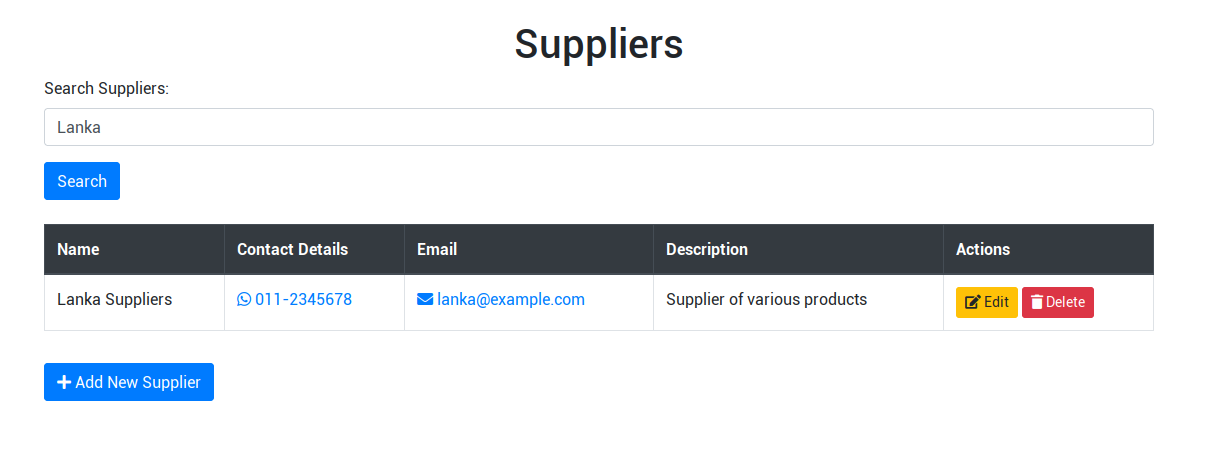 Suppliers
Search Suppliers:
Lanka
Search
Name Contact Details Email Description Actions
Lanka Suppliers 011-2345678 lanka@example.com Supplier of various products Edit Delete
Add New Supplier